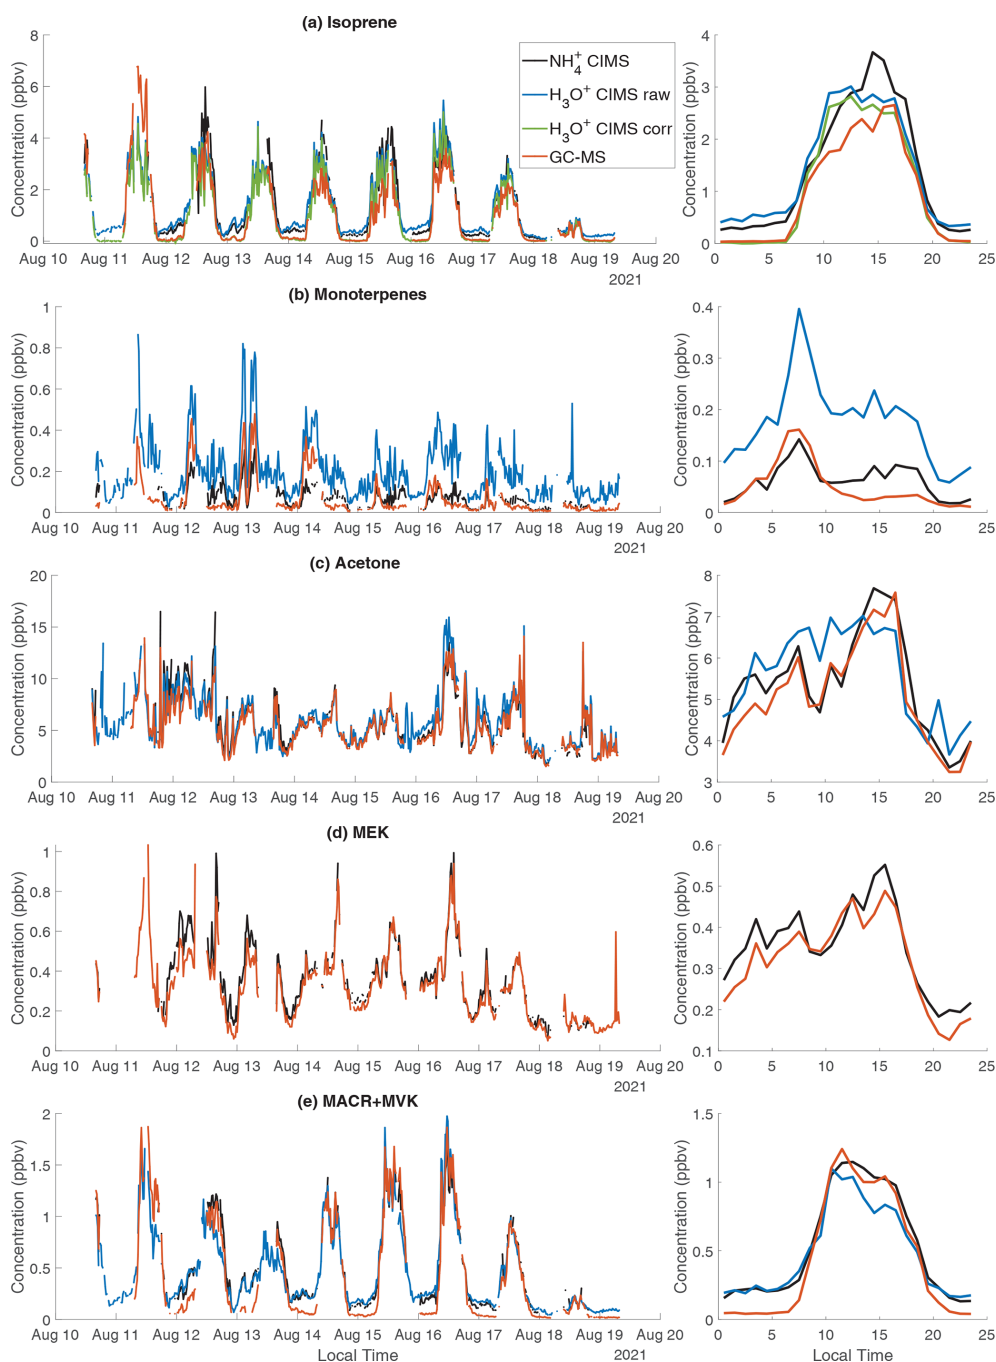 (a) Isoprene
Concentration (ppbv)
8
6
4
2
0
Aug 10 Aug 11 Aug 12 Aug 13 Aug 14 Aug 15 Aug 16 Aug 17 Aug 18 Aug 19 Aug 20
2021
NH4+ CIMS
H3O+ CIMS raw
H3O+ CIMS corr
GC-MS
Concentration (ppbv)
4
3
2
1
0
0 5 10 15 20 25
(b) Monoterpenes
Concentration (ppbv)
1
0.8
0.6
0.4
0.2
0
Aug 10 Aug 11 Aug 12 Aug 13 Aug 14 Aug 15 Aug 16 Aug 17 Aug 18 Aug 19 Aug 20
2021
Concentration (ppbv)
0.4
0.3
0.2
0.1
0
0 5 10 15 20 25
(c) Acetone
Concentration (ppbv)
20
15
10
5
0
Aug 10 Aug 11 Aug 12 Aug 13 Aug 14 Aug 15 Aug 16 Aug 17 Aug 18 Aug 19 Aug 20
2021
Concentration (ppbv)
8
7
6
5
4
3
0 5 10 15 20 25
(d) MEK
Concentration (ppbv)
1
0.8
0.6
0.4
0.2
0
Aug 10 Aug 11 Aug 12 Aug 13 Aug 14 Aug 15 Aug 16 Aug 17 Aug 18 Aug 19 Aug 20
2021
Concentration (ppbv)
0.6
0.5
0.4
0.3
0.2
0.1
0 5 10 15 20 25
(e) MACR+MVK
Concentration (ppbv)
2
1.5
1
0.5
0
Aug 10 Aug 11 Aug 12 Aug 13 Aug 14 Aug 15 Aug 16 Aug 17 Aug 18 Aug 19 Aug 20
Local Time
2021
Concentration (ppbv)
1.5
1
0.5
0
0 5 10 15 20 25
Local Time